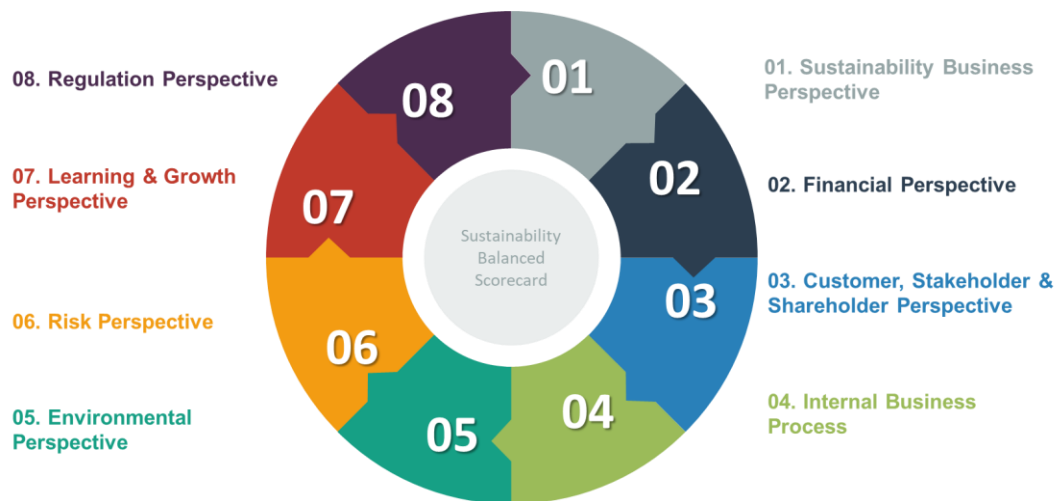 08. Regulation Perspective
07. Learning & Growth
Perspective
06. Risk Perspective
05. Environmental
Perspective
01
02
03
04
05
06
07
08
Sustainability
Balanced
Scorecard
01. Sustainability Business
Perspective
02. Financial Perspective
03. Customer, Stakeholder &
Shareholder Perspective
04. Internal Business
Process